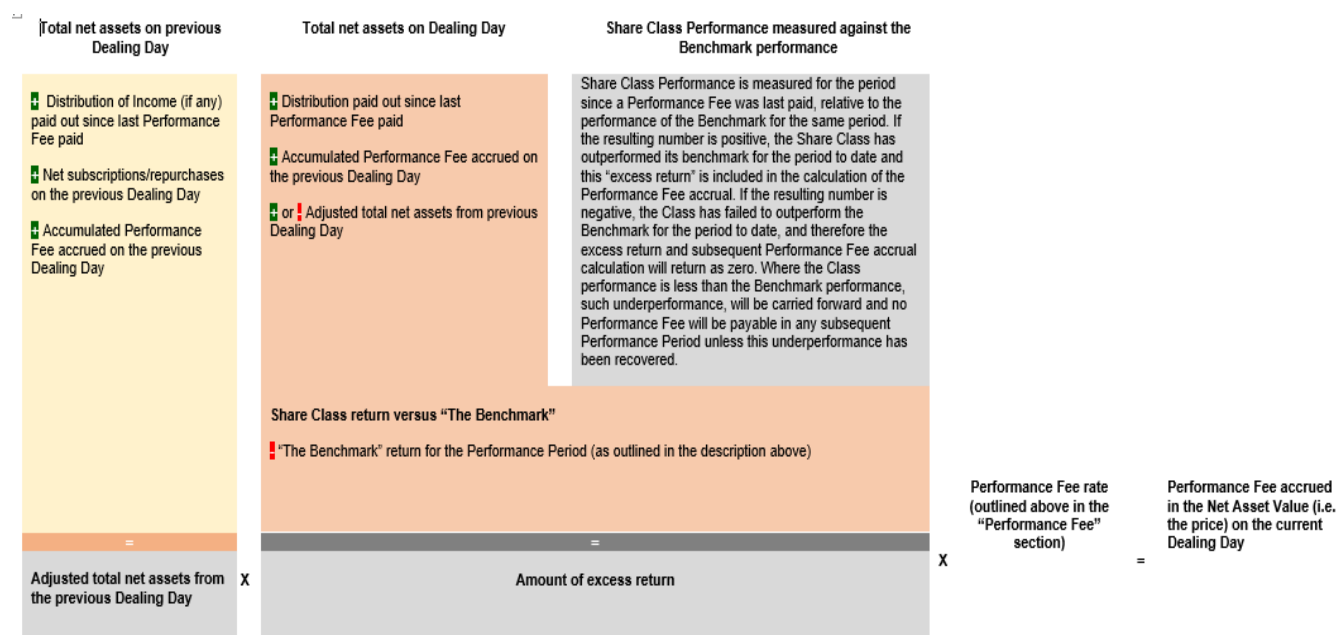 Total net assets on previous
Dealing Day
Total net assets on Dealing Day
Share Class Performance measured against the
Benchmark performance
+ Distribution of Income (if any)
paid out since last Performance
Fee paid
+ Net subscriptions/repurchases
on the previous Dealing Day
+ Accumulated Performance
Fee accrued on the previous
Dealing Day
+ Distribution paid out since last
Performance Fee paid
+ Accumulated Performance Fee accrued on
the previous Dealing Day
+ or ! Adjusted total net assets from previous
Dealing Day
Share Class Performance is measured for the period
since a Performance Fee was last paid, relative to the
performance of the Benchmark for the same period. If
the resulting number is positive, the Share Class has
outperformed its benchmark for the period to date and
this “excess return” is included in the calculation of the
Performance Fee accrual. If the resulting number is
negative, the Class has failed to outperform the
Benchmark for the period to date, and therefore the
excess return and subsequent Performance Fee accrual
calculation will return as zero. Where the Class
performance is less than the Benchmark performance,
such underperformance, will be carried forward and no
Performance Fee will be payable in any subsequent
Performance Period unless this underperformance has
been recovered.
Share Class return versus “The Benchmark”
! “The Benchmark” return for the Performance Period (as outlined in the description above)
=
=
Adjusted total net assets from
the previous Dealing Day
X
Amount of excess return
X
Performance Fee rate
(outlined above in the
“Performance Fee”
section)
=
Performance Fee accrued
in the Net Asset Value (i.e.
the price) on the current
Dealing Day